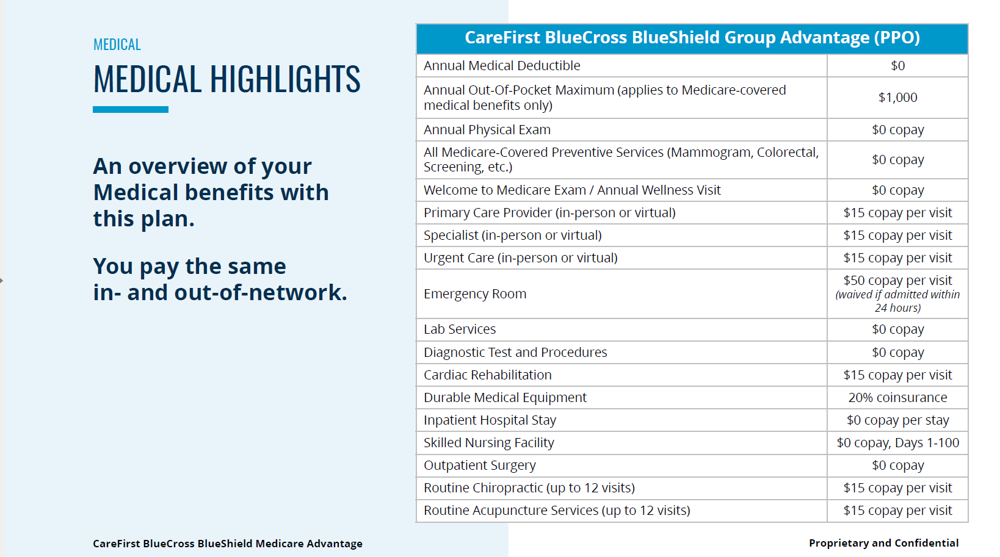 MEDICAL
MEDICAL HIGHLIGHTS
An overview of your
Medical benefits with
this plan.
You pay the same
in- and out-of-network.
CareFirst BlueCross BlueShield Group Advantage (PPO)
Annual Medical Deductible $0
Annual Out-Of-Pocket Maximum (applies to Medicare-covered
medical benefits only) $1,000
Annual Physical Exam $0 copay
All Medicare-Covered Preventive Services (Mammogram, Colorectal,
Screening, etc.) $0 copay
Welcome to Medicare Exam / Annual Wellness Visit $0 copay
Primary Care Provider (in-person or virtual) $15 copay per visit
Specialist (in-person or virtual) $15 copay per visit
Urgent Care (in-person or virtual) $15 copay per visit
Emergency Room $50 copay per visit
(waived if admitted within
24 hours)
Lab Services $0 copay
Diagnostic Test and Procedures $0 copay
Cardiac Rehabilitation $15 copay per visit
Durable Medical Equipment 20% coinsurance
Inpatient Hospital Stay $0 copay per stay
Skilled Nursing Facility $0 copay, Days 1-100
Outpatient Surgery $0 copay
Routine Chiropractic (up to 12 visits) $15 copay per visit
Routine Acupuncture Services (up to 12 visits) $15 copay per visit
CareFirst BlueCross BlueShield Medicare Advantage
Proprietary and Confidential